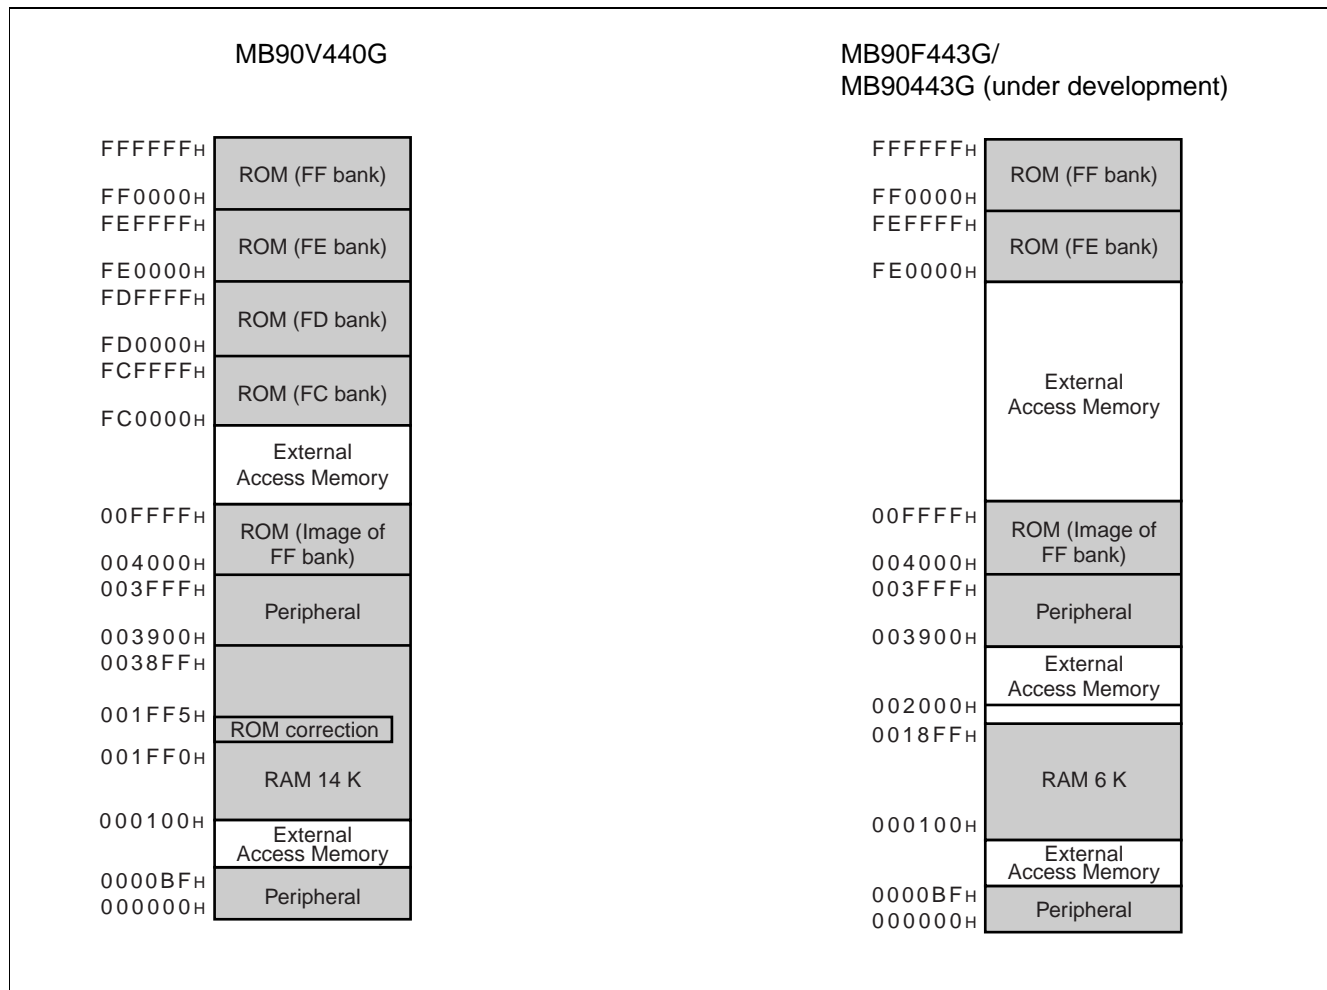 MB90V440G
FFFFFFH
ROM (FF bank)
FF0000H
FEFFFFH
ROM (FE bank)
FE0000H
FDFFFFH
ROM (FD bank)
FD0000H
FCFFFFH
ROM (FC bank)
FC0000H
External
Access Memory
00FFFFH
ROM (Image of
FF bank)
004000H
003FFFH
Peripheral
003900H
0038FFH
001FF5H
ROM correction
001FF0H
RAM 14 K
000100H
External
Access Memory
0000BFH
Peripheral
000000H
MB90F443G/
MB90443G (under development)
FFFFFFH
ROM (FF bank)
FF0000H
FEFFFFH
ROM (FE bank)
FE0000H
External
Access Memory
00FFFFH
ROM (Image of
FF bank)
004000H
003FFFH
Peripheral
003900H
External
Access Memory
002000H
0018FFH
RAM 6 K
000100H
External
Access Memory
0000BFH
Peripheral
000000H